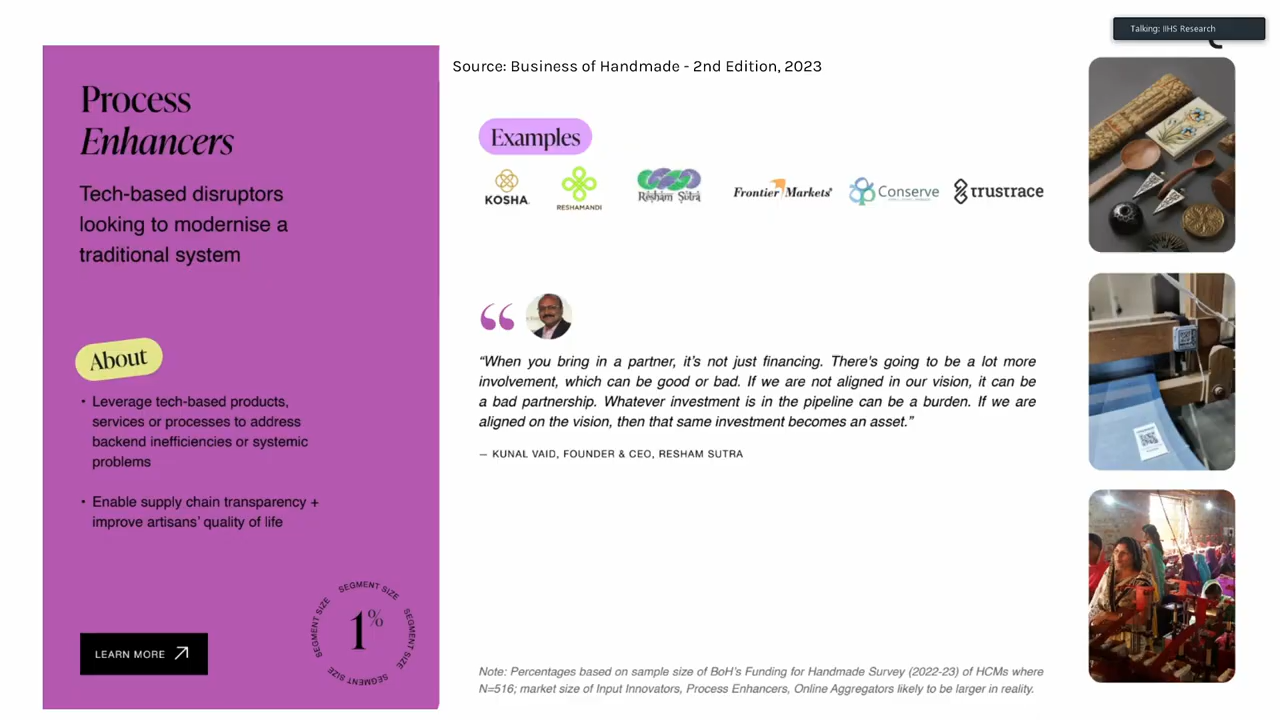 Talking: IIHS Research
Source: Business of Handmade - 2nd Edition, 2023
Process
Enhancers
Tech-based disruptors
looking to modernise a
traditional system
About
• Leverage tech-based products,
services or processes to address
backend inefficiencies or systemic
problems
• Enable supply chain transparency +
improve artisans' quality of life
LEARN MORE
SEGMENT SIZE SEGMENT SIZE SEGMENT SIZE SEGMENT SIZE
1%
Examples
KOSHA
RESHAMANDI
Resham Sutra
Frontier Markets
Conserve
trustrace
“When you bring in a partner, it's not just financing. There's going to be a lot more
involvement, which can be good or bad. If we are not aligned in our vision, it can be
a bad partnership. Whatever investment is in the pipeline can be a burden. If we are
aligned on the vision, then that same investment becomes an asset.”
— KUNAL VAID, FOUNDER & CEO, RESHAM SUTRA
Note: Percentages based on sample size of BoH's Funding for Handmade Survey (2022-23) of HCMs where
N=516; market size of Input Innovators, Process Enhancers, Online Aggregators likely to be larger in reality.